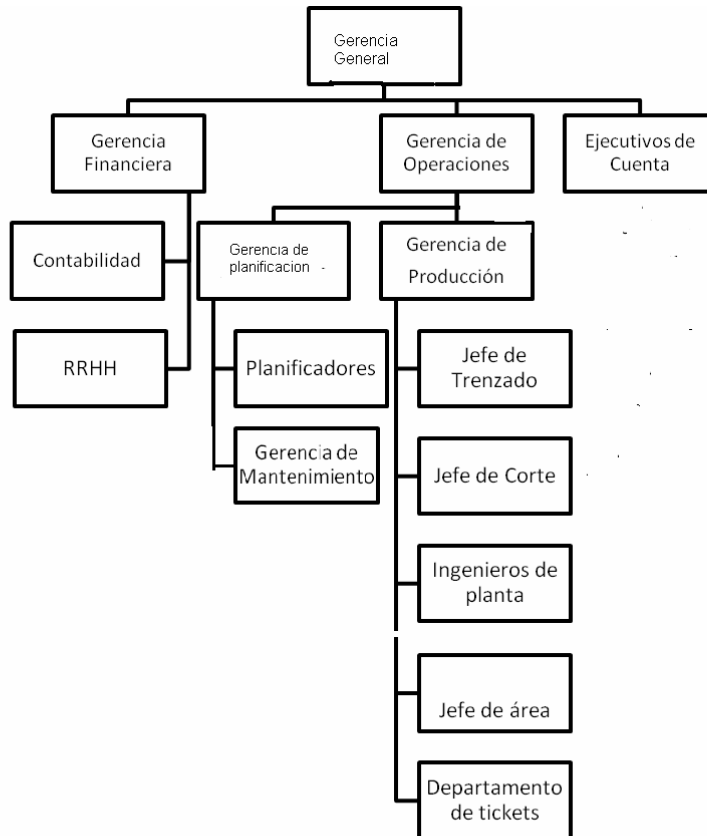 Gerencia
General
Gerencia
Financiera
Gerencia de
Operaciones
Ejecutivos de
Cuenta
Contabilidad
Gerencia de
planificacion
Gerencia de
Producción
RRHH
Planificadores
Jefe de
Trenzado
Gerencia de
Mantenimiento
Jefe de Corte
Ingenieros de
planta
Jefe de área
Departamento
de tickets